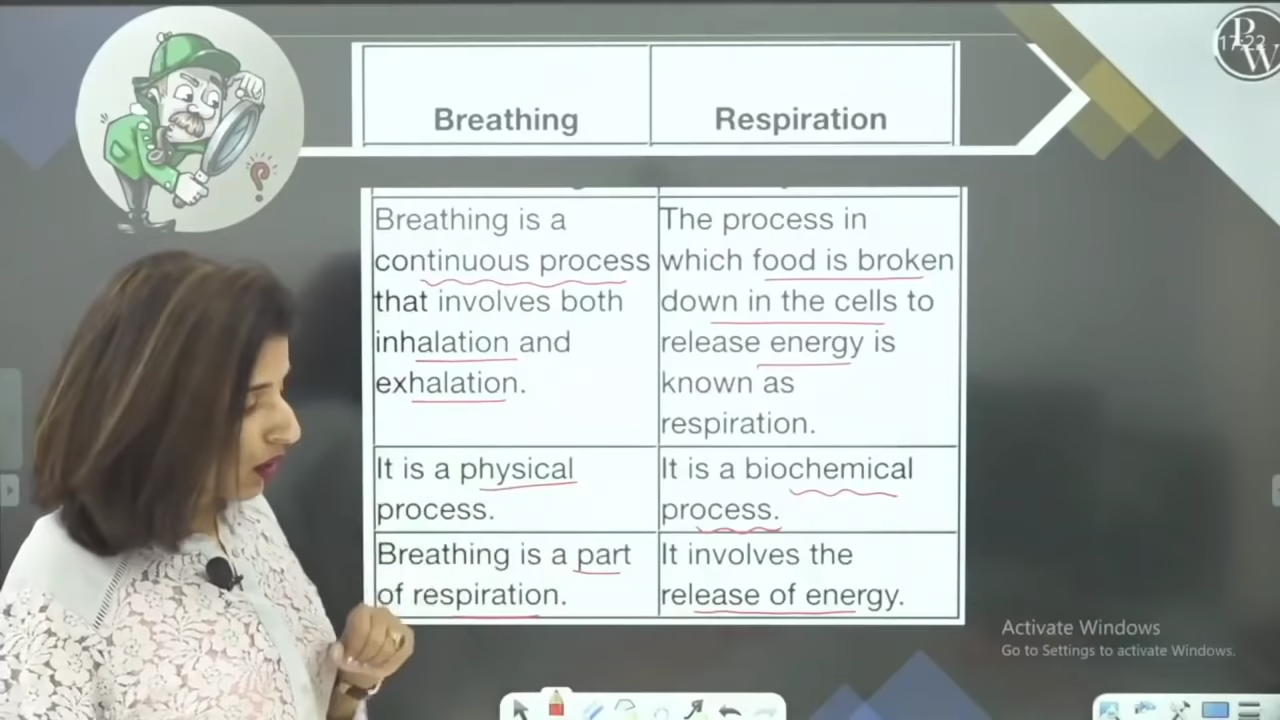 PW
17:22
Breathing
Respiration
Breathing is a
continuous process
that involves both
inhalation and
exhalation.
The process in
which food is broken
down in the cells to
release energy is
known as
respiration.
It is a physical
process.
It is a biochemical
process.
Breathing is a part
of respiration.
It involves the
release of energy.
Activate Windows
Go to Settings to activate Windows.